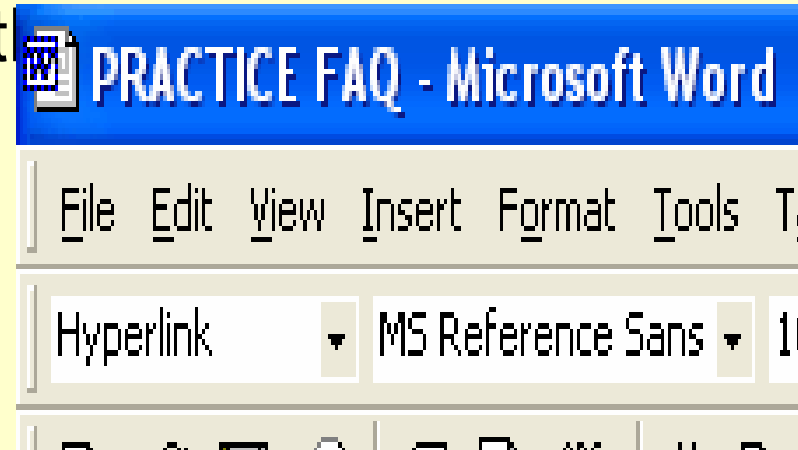 PRACTICE FAQ - Microsoft Word
File Edit View Insert Format Tools
Hyperlink MS Reference Sans